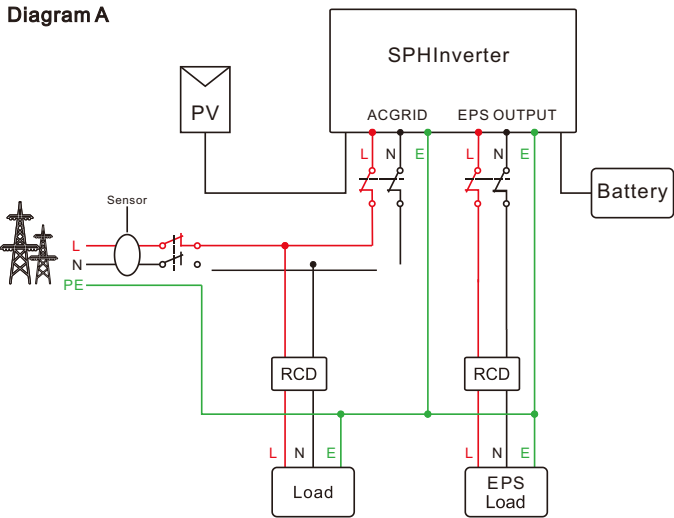 Diagram A
SPHInverter
PV
ACGRID
EPS OUTPUT
L
N
E
L
N
E
Battery
Sensor
L
N
PE
RCD
RCD
L
N
E
L
N
E
Load
EPS
Load